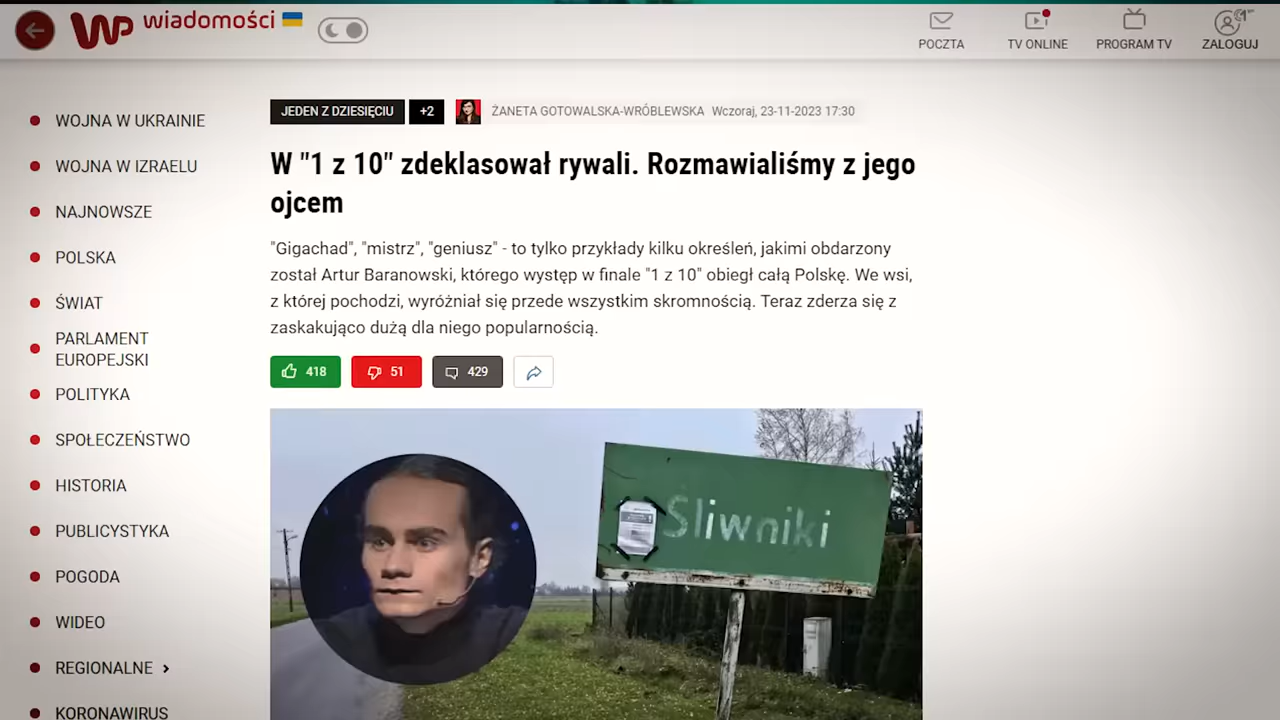 wp wiadomości
POCZTA
TV ONLINE
PROGRAM TV
ZALOGUJ
WOJNA W UKRAINIE
WOJNA W IZRAELU
NAJNOWSZE
POLSKA
ŚWIAT
PARLAMENT
EUROPEJSKI
POLITYKA
SPOŁECZEŃSTWO
HISTORIA
PUBLICYSTYKA
POGODA
WIDEO
REGIONALNE
KORONAWIRUS
JEDEN Z DZIESIĘCIU +2 ŻANETA GOTOWALSKA-WRÓBLEWSKA Wczoraj, 23-11-2023 17:30
W "1 z 10" zdeklasował rywali. Rozmawialiśmy z jego
ojcem
"Gigachad", "mistrz", "geniusz" - to tylko przykłady kilku określeń, jakimi obdarzony
został Artur Baranowski, którego występ w finale "1 z 10" obiegł całą Polskę. We wsi,
z której pochodzi, wyróżniał się przede wszystkim skromnością. Teraz zderza się z
zaskakująco dużą dla niego popularnością.
418 51 429
Śliwniki